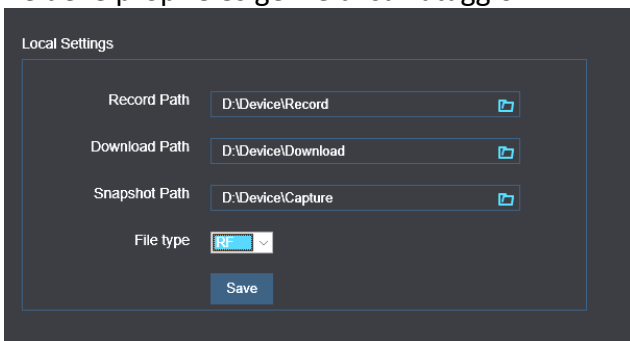 Local Settings
Record Path D:\Device\Record
Download Path D:\Device\Download
Snapshot Path D:\Device\Capture
File type RF
Save